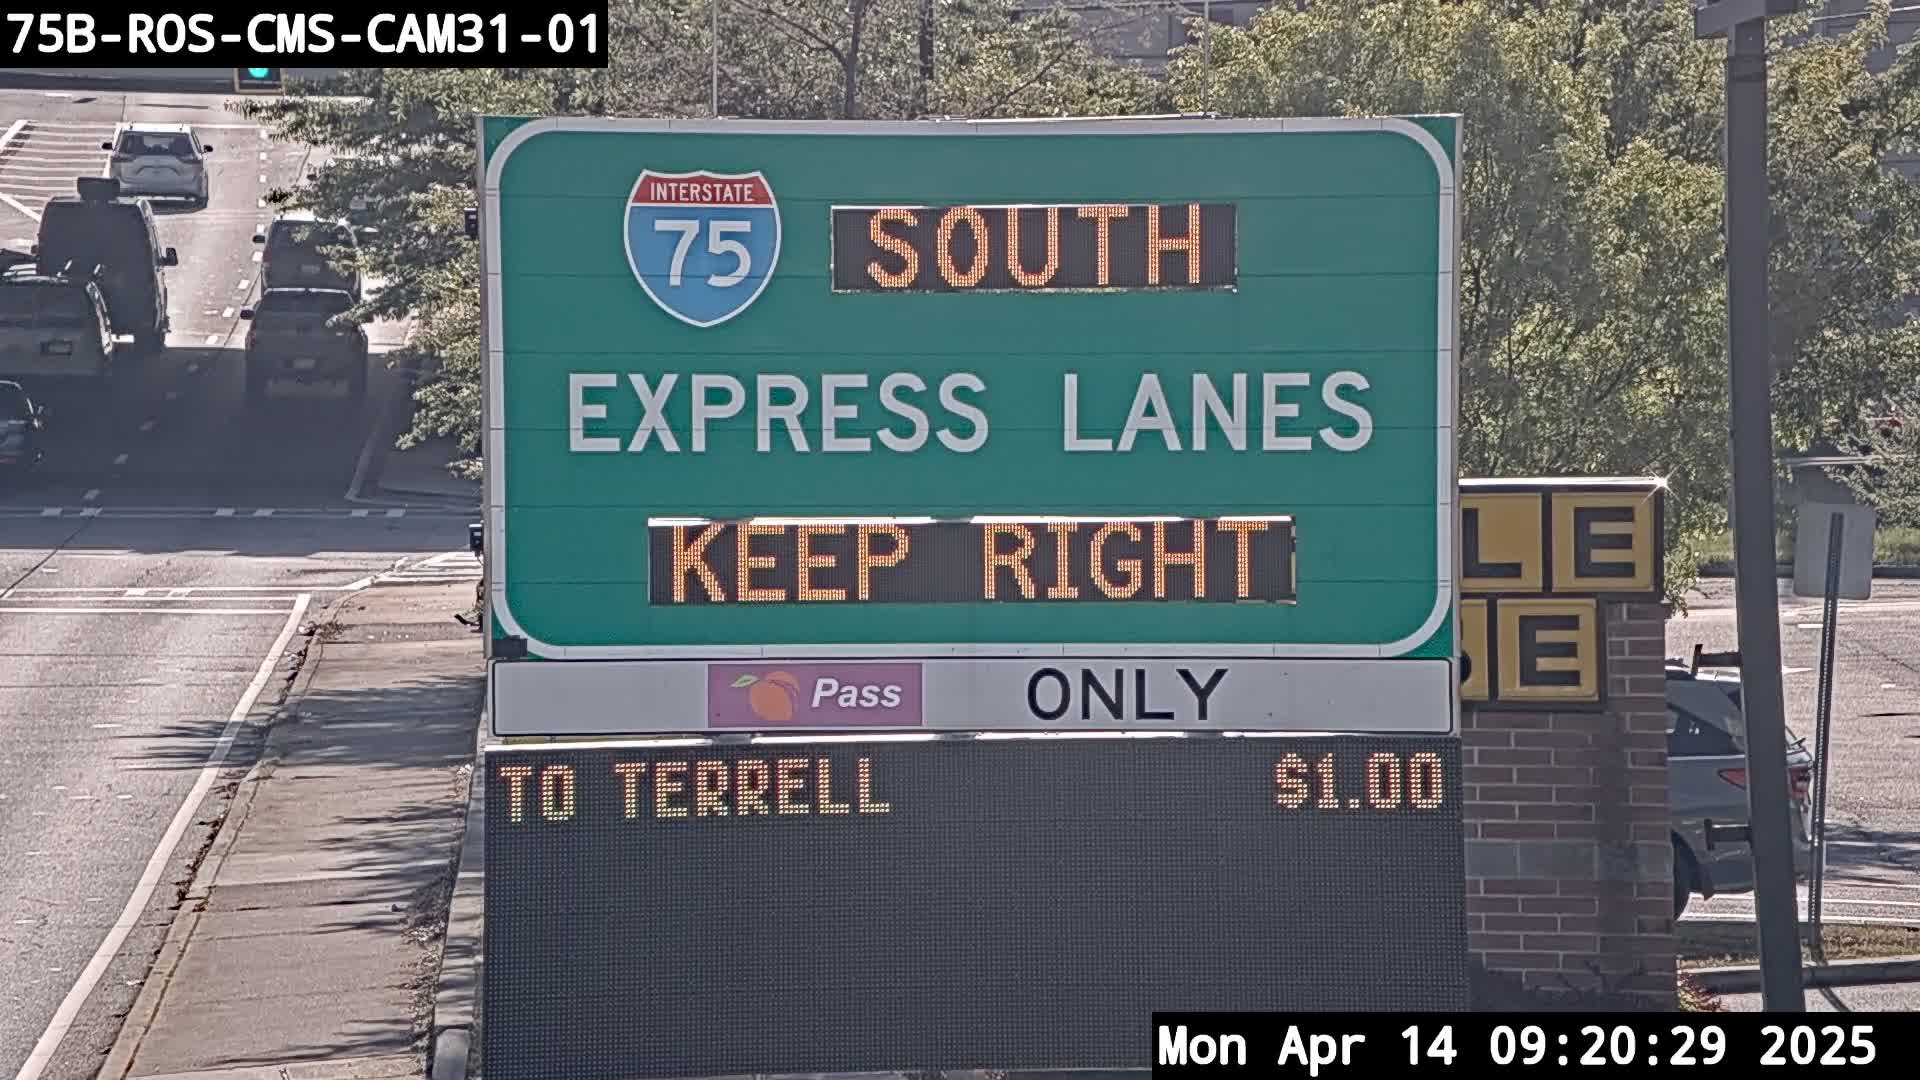 75B-ROS-CMS-CAM31-01
INTERSTATE
75
SOUTH
EXPRESS LANES
KEEP RIGHT
Pass ONLY
TO TERRELL $1.00
LE
E
Mon Apr 14 09:20:29 2025